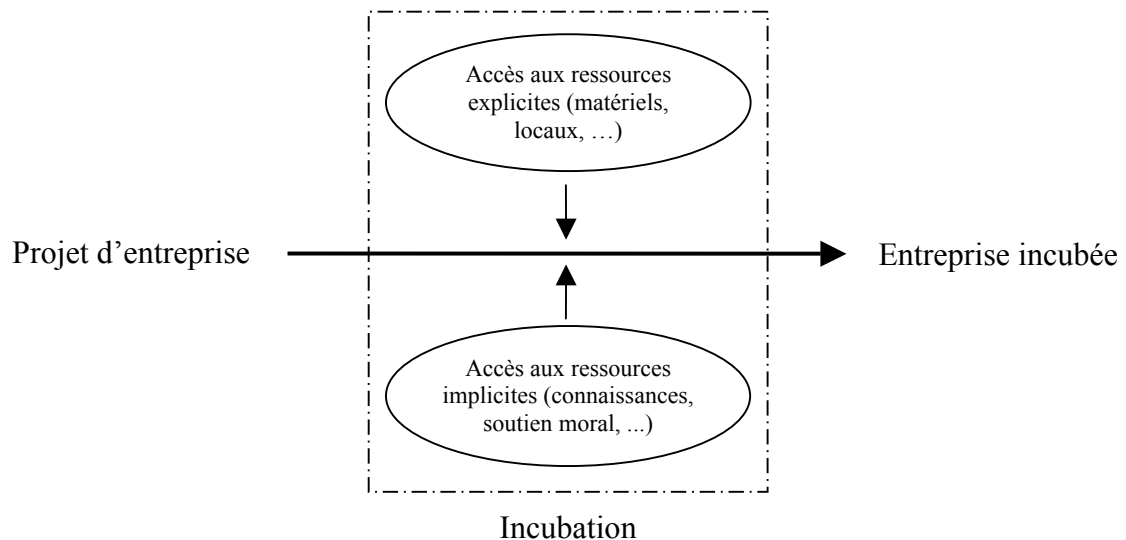 Accès aux ressources
explicites (matériels,
locaux, …)
Projet d’entreprise
Entreprise incubée
Accès aux ressources
implicites (connaissances,
soutien moral, ...)
Incubation